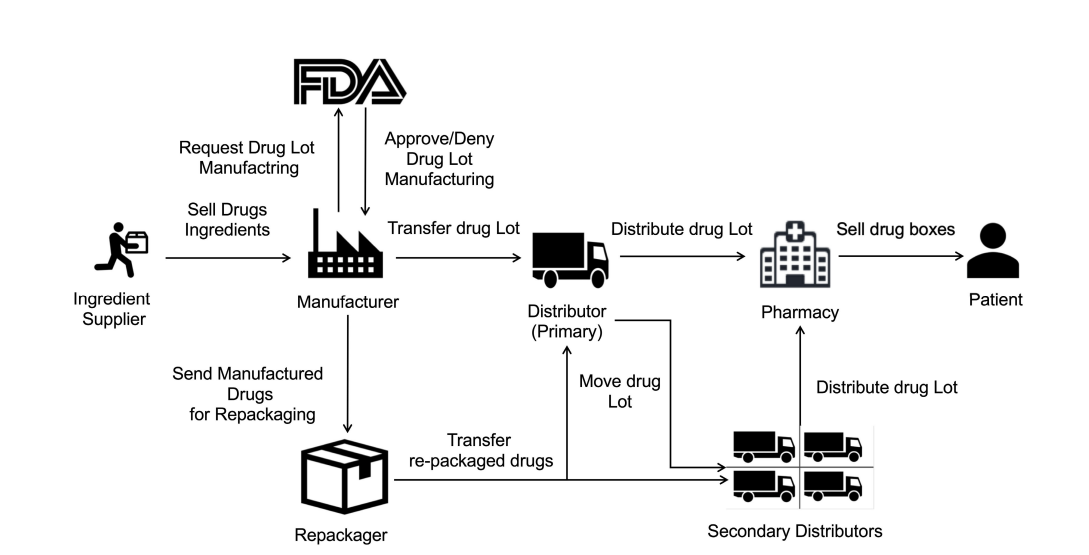 FDA
Request Drug Lot
Manufactring
Approve/Deny
Drug Lot
Manufacturing
Sell Drugs
Ingredients
Transfer drug Lot
Distribute drug Lot
Sell drug boxes
Ingredient
Supplier
Manufacturer
Distributor
(Primary)
Pharmacy
Patient
Send Manufactured
Drugs
for Repackaging
Move drug
Lot
Distribute drug Lot
Transfer
re-packaged drugs
Repackager
Secondary Distributors